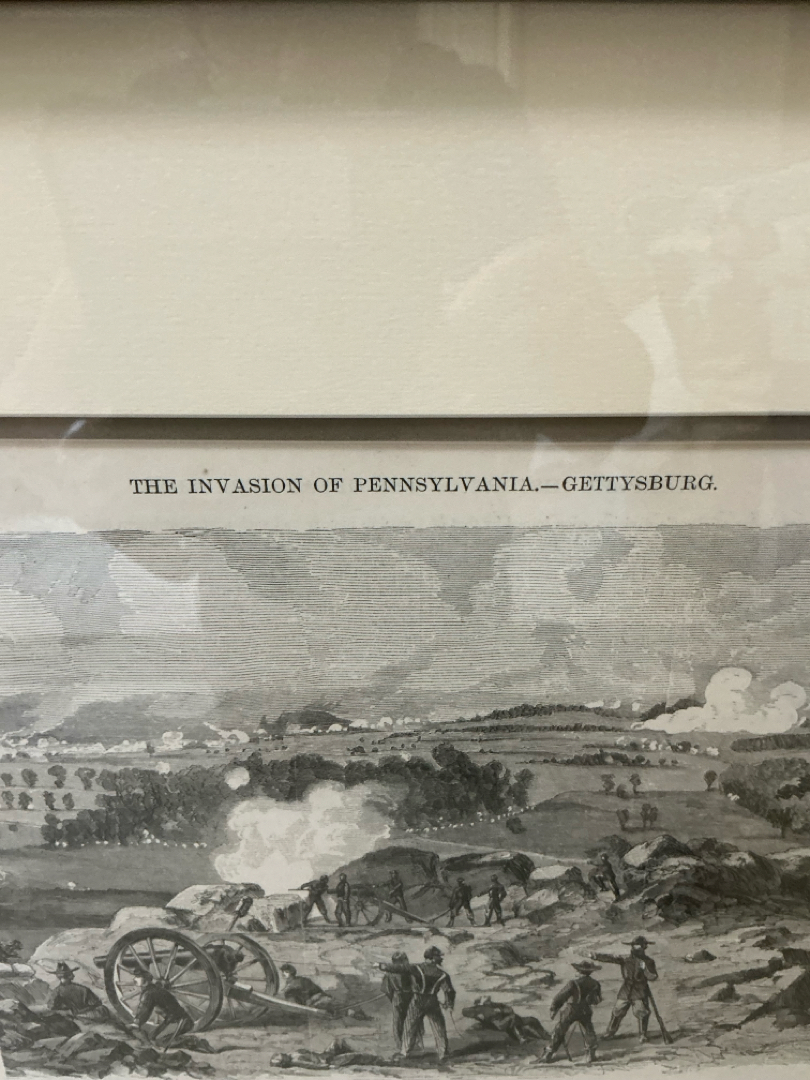 THE INVASION OF PENNSYLVANIA.—GETTYSBURG.